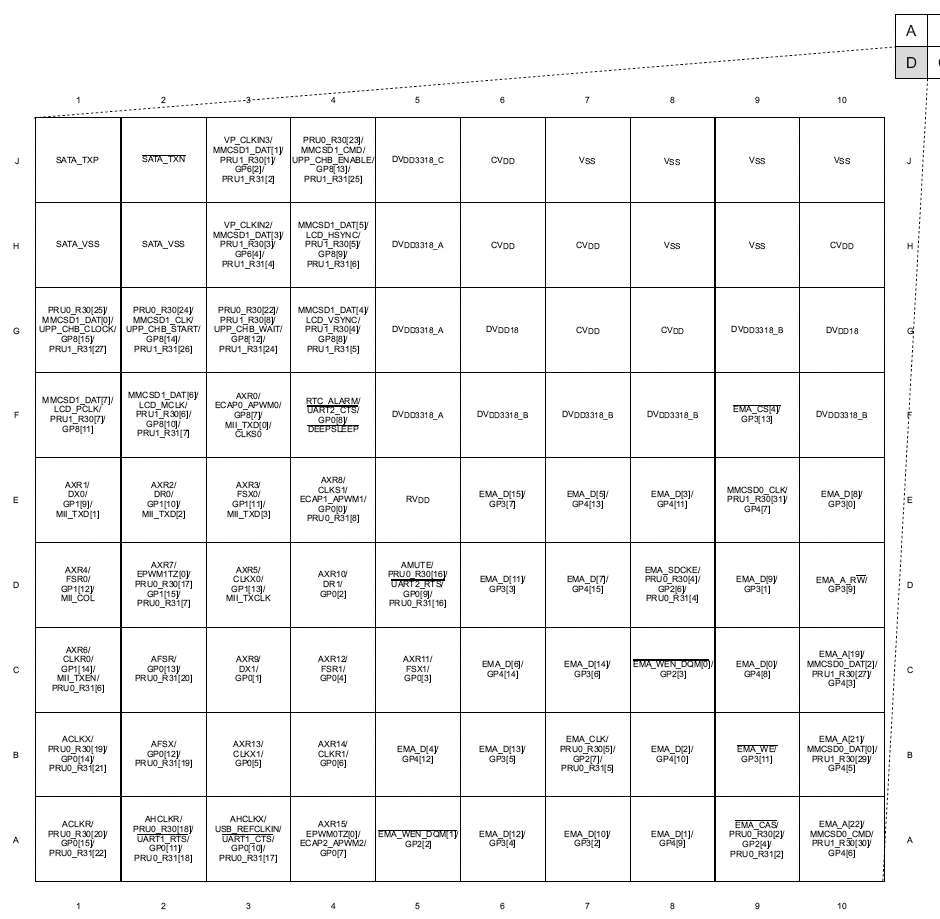 A
D
1 2 3 4 5 6 7 8 9 10
J
SATA_TXP
SATA_TXN
VP_CLKIN3/
MMCSD1_DAT[1]/
PRU1_R30[1]/
GP6[2]/
PRU1_R31[2]
PRU0_R30[23]/
MMCSD1_CMD/
UPP_CHB_ENABLE/
GP8[13]/
PRU1_R31[25]
DVDD3318_C
CVDD
VSS
VSS
VSS
VSS
J
H
SATA_VSS
SATA_VSS
VP_CLKIN2/
MMCSD1_DAT[3]/
PRU1_R30[3]/
GP6[4]/
PRU1_R31[4]
MMCSD1_DAT[5]/
LCD_HSYNC/
PRU1_R30[5]/
GP8[9]/
PRU1_R31[6]
DVDD3318_A
CVDD
CVDD
VSS
VSS
CVDD
H
G
PRU0_R30[25]/
MMCSD1_DAT[0]/
UPP_CHB_CLOCK/
GP8[15]/
PRU1_R31[27]
PRU0_R30[24]/
MMCSD1_CLK/
UPP_CHB_START/
GP8[14]/
PRU1_R31[26]
PRU0_R30[22]/
PRU1_R30[8]/
UPP_CHB_WAIT/
GP8[12]/
PRU1_R31[24]
MMCSD1_DAT[4]/
LCD_VSYNC/
PRU1_R30[4]/
GP8[8]/
PRU1_R31[5]
DVDD3318_A
DVDD18
CVDD
CVDD
DVDD3318_B
DVDD18
G
F
MMCSD1_DAT[7]/
LCD_PCLK/
PRU1_R30[7]/
GP8[11]
MMCSD1_DAT[6]/
LCD_MCLK/
PRU1_R30[6]/
GP8[10]/
PRU1_R31[7]
AXR0/
ECAP0_APWM0/
GP8[7]/
MII_TXD[0]/
CLKS0
RTC_ALARM/
UART2_CTS/
GP0[8]/
DEEPSLEEP
DVDD3318_A
DVDD3318_B
DVDD3318_B
DVDD3318_B
EMA_CS[4]/
GP3[13]
DVDD3318_B
F
E
AXR1/
DX0/
GP1[9]/
MII_TXD[1]
AXR2/
DR0/
GP1[10]/
MII_TXD[2]
AXR3/
FSX0/
GP1[11]/
MII_TXD[3]
AXR8/
CLKS1/
ECAP1_APWM1/
GP0[0]/
PRU0_R31[8]
RVDD
EMA_D[15]/
GP3[7]
EMA_D[5]/
GP4[13]
EMA_D[3]/
GP4[11]
MMCSD0_CLK/
PRU1_R30[31]/
GP4[7]
EMA_D[8]/
GP3[0]
E
D
AXR4/
FSR0/
GP1[12]/
MII_COL
AXR7/
EPWM1TZ[0]/
PRU0_R30[17]
GP1[15]/
PRU0_R31[7]
AXR5/
CLKX0/
GP1[13]/
MII_TXCLK
AXR10/
DR1/
GP0[2]
AMUTE/
PRU0_R30[16]/
UART2_RTS/
GP0[9]/
PRU0_R31[16]
EMA_D[11]/
GP3[3]
EMA_D[7]/
GP4[15]
EMA_SDCKE/
PRU0_R30[4]/
GP2[6]/
PRU0_R31[4]
EMA_D[9]/
GP3[1]
EMA_A_RW/
GP3[9]
D
C
AXR6/
CLKR0/
GP1[14]/
MII_TXEN/
PRU0_R31[6]
AFSR/
GP0[13]/
PRU0_R31[20]
AXR9/
DX1/
GP0[1]
AXR12/
FSR1/
GP0[4]
AXR11/
FSX1/
GP0[3]
EMA_D[6]/
GP4[14]
EMA_D[14]/
GP3[6]
EMA_WEN_DQM[0]/
GP2[3]
EMA_D[0]/
GP4[8]
EMA_A[19]/
MMCSD0_DAT[2]/
PRU1_R30[27]/
GP4[3]
C
B
ACLKX/
PRU0_R30[19]/
GP0[14]/
PRU0_R31[21]
AFSX/
GP0[12]/
PRU0_R31[19]
AXR13/
CLKX1/
GP0[5]
AXR14/
CLKR1/
GP0[6]
EMA_D[4]/
GP4[12]
EMA_D[13]/
GP3[5]
EMA_CLK/
PRU0_R30[5]/
GP2[7]/
PRU0_R31[5]
EMA_D[2]/
GP4[10]
EMA_WE/
GP3[11]
EMA_A[21]/
MMCSD0_DAT[0]/
PRU1_R30[29]/
GP4[5]
B
A
ACLKR/
PRU0_R30[20]/
GP0[15]/
PRU0_R31[22]
AHCLKR/
PRU0_R30[18]/
UART1_RTS/
GP0[11]/
PRU0_R31[18]
AHCLKX/
USB_REFCLKIN/
UART1_CTS/
GP0[10]/
PRU0_R31[17]
AXR15/
EPWM0TZ[0]/
ECAP2_APWM2/
GP0[7]
EMA_WEN_DQM[1]/
GP2[2]
EMA_D[12]/
GP3[4]
EMA_D[10]/
GP3[2]
EMA_D[1]/
GP4[9]
EMA_CAS/
PRU0_R30[2]/
GP2[4]/
PRU0_R31[2]
EMA_A[22]/
MMCSD0_CMD/
PRU1_R30[30]/
GP4[6]
A
1 2 3 4 5 6 7 8 9 10